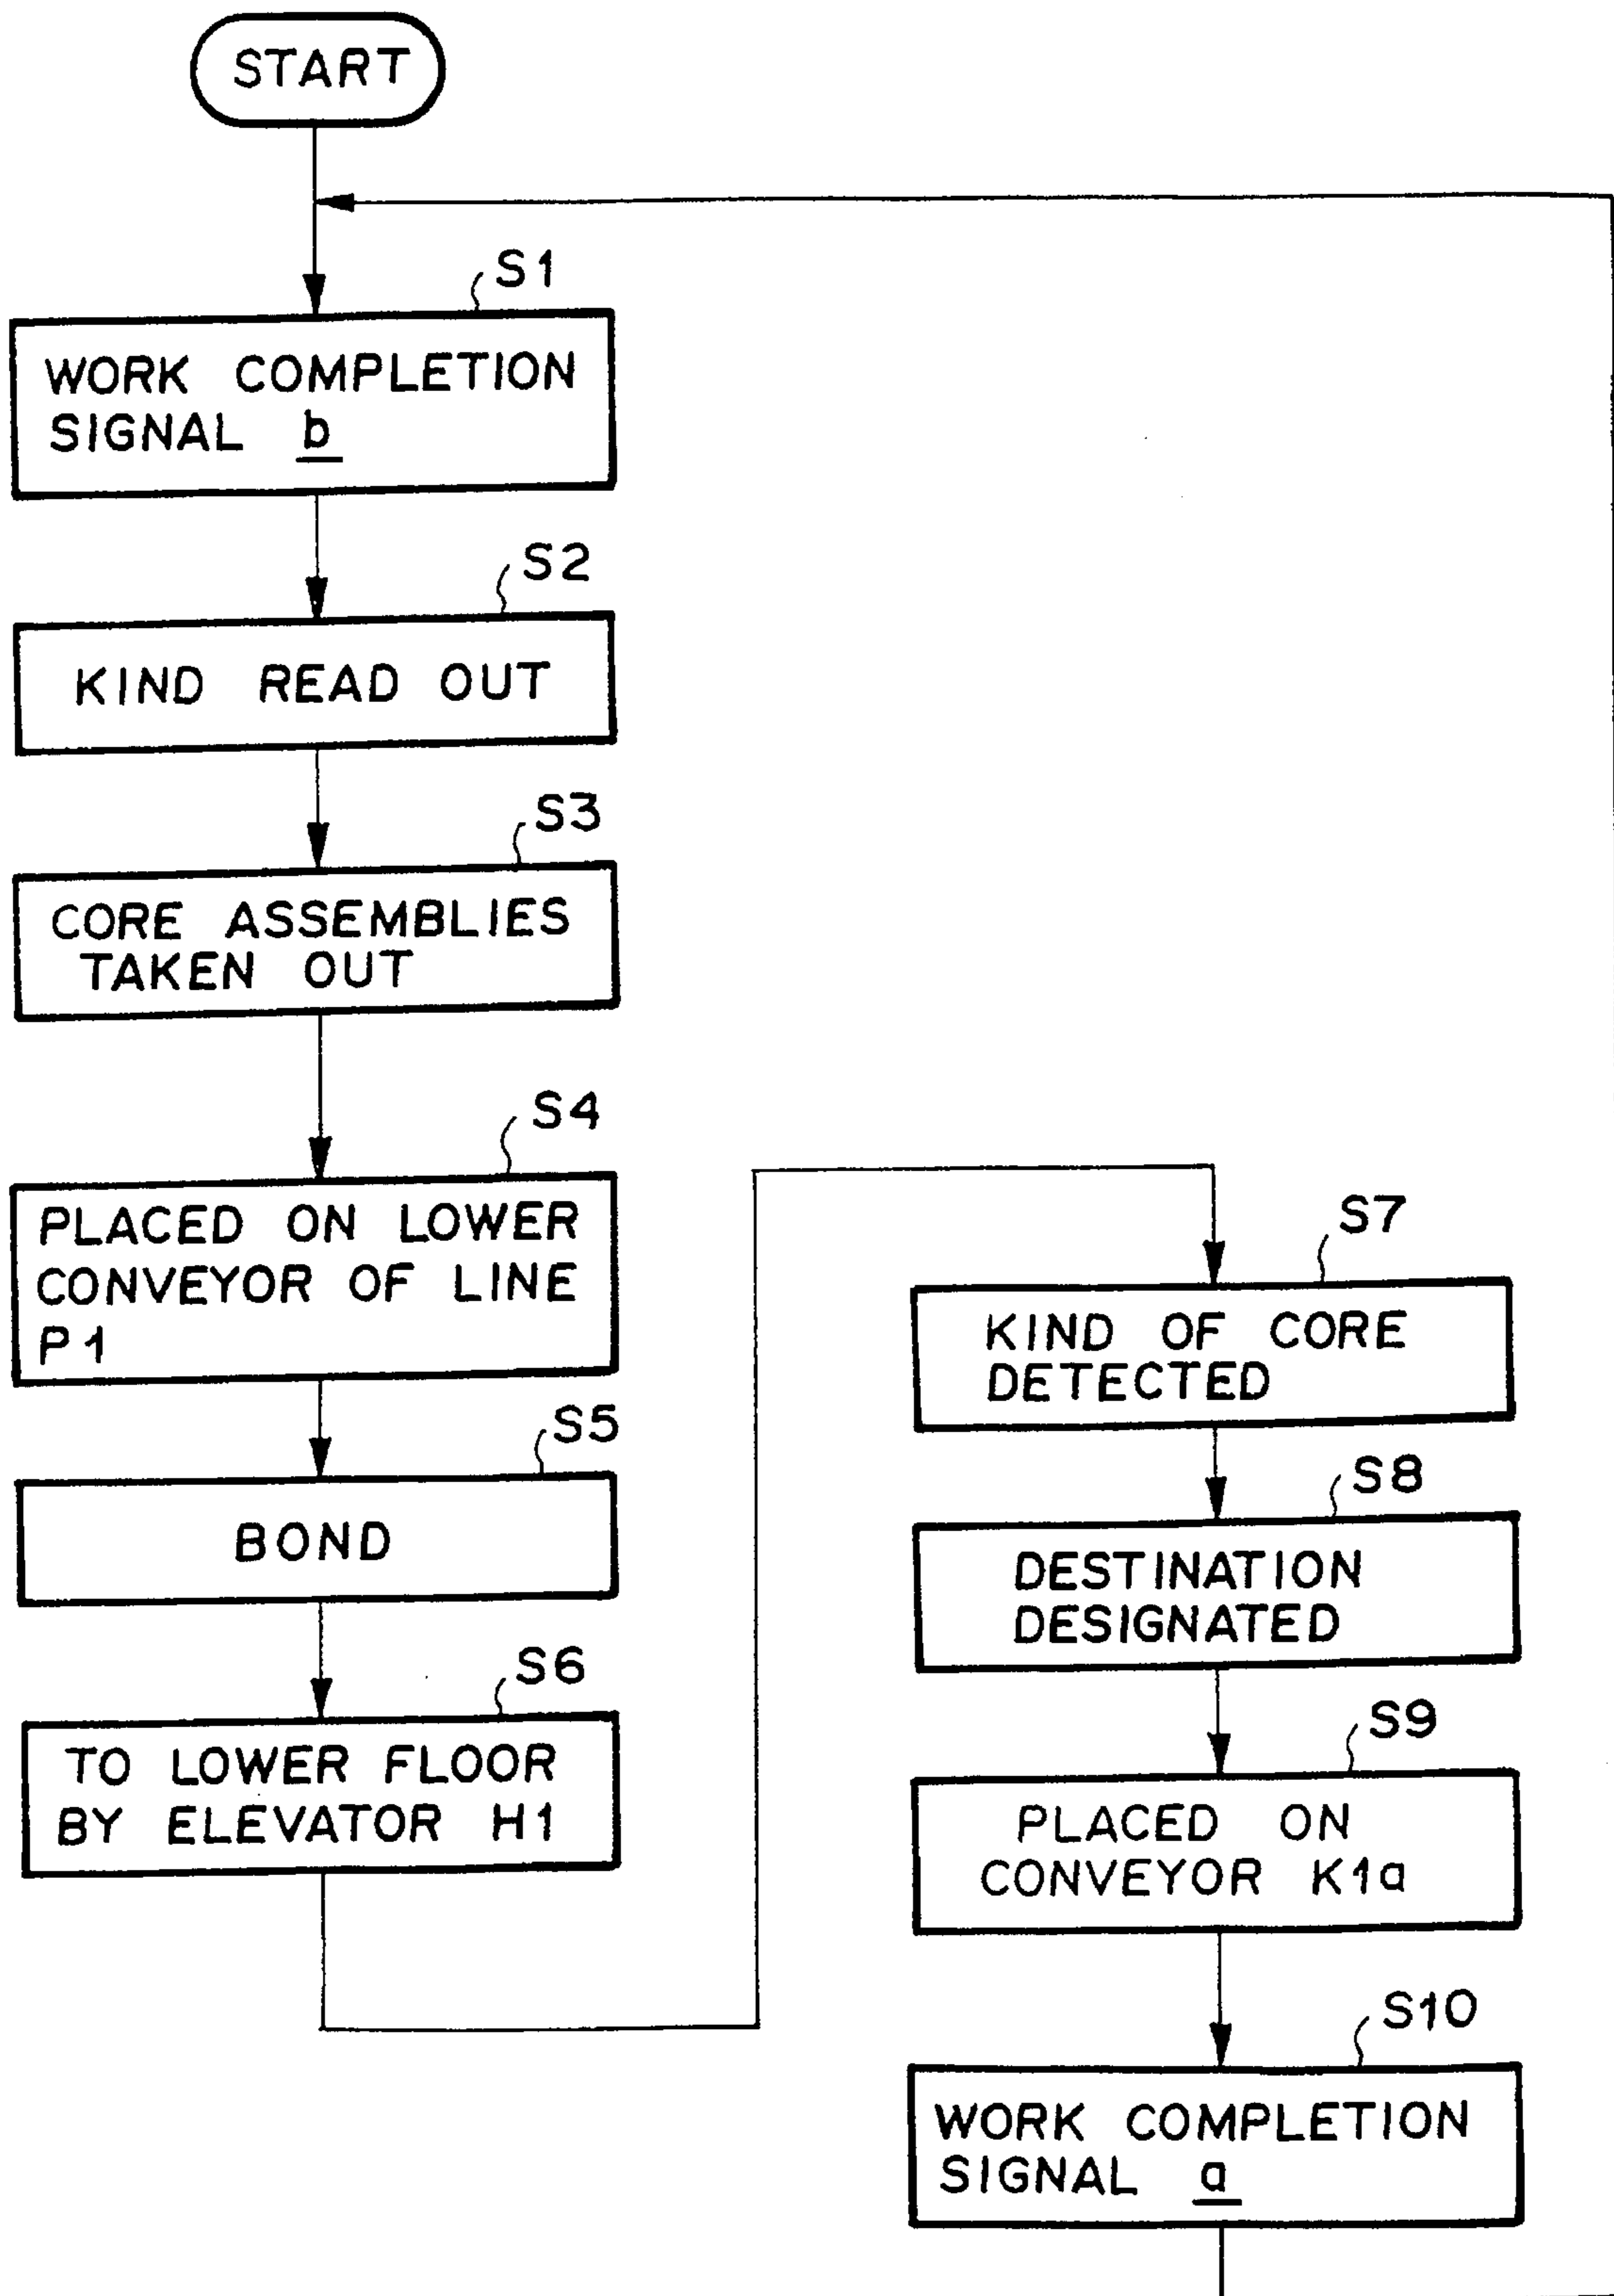 START
S1
WORK COMPLETION
SIGNAL b
S2
KIND READ OUT
S3
CORE ASSEMBLIES
TAKEN OUT
S4
PLACED ON LOWER
CONVEYOR OF LINE
P1
S5
BOND
S6
TO LOWER FLOOR
BY ELEVATOR H1
S7
KIND OF CORE
DETECTED
S8
DESTINATION
DESIGNATED
S9
PLACED ON
CONVEYOR K1a
S10
WORK COMPLETION
SIGNAL a